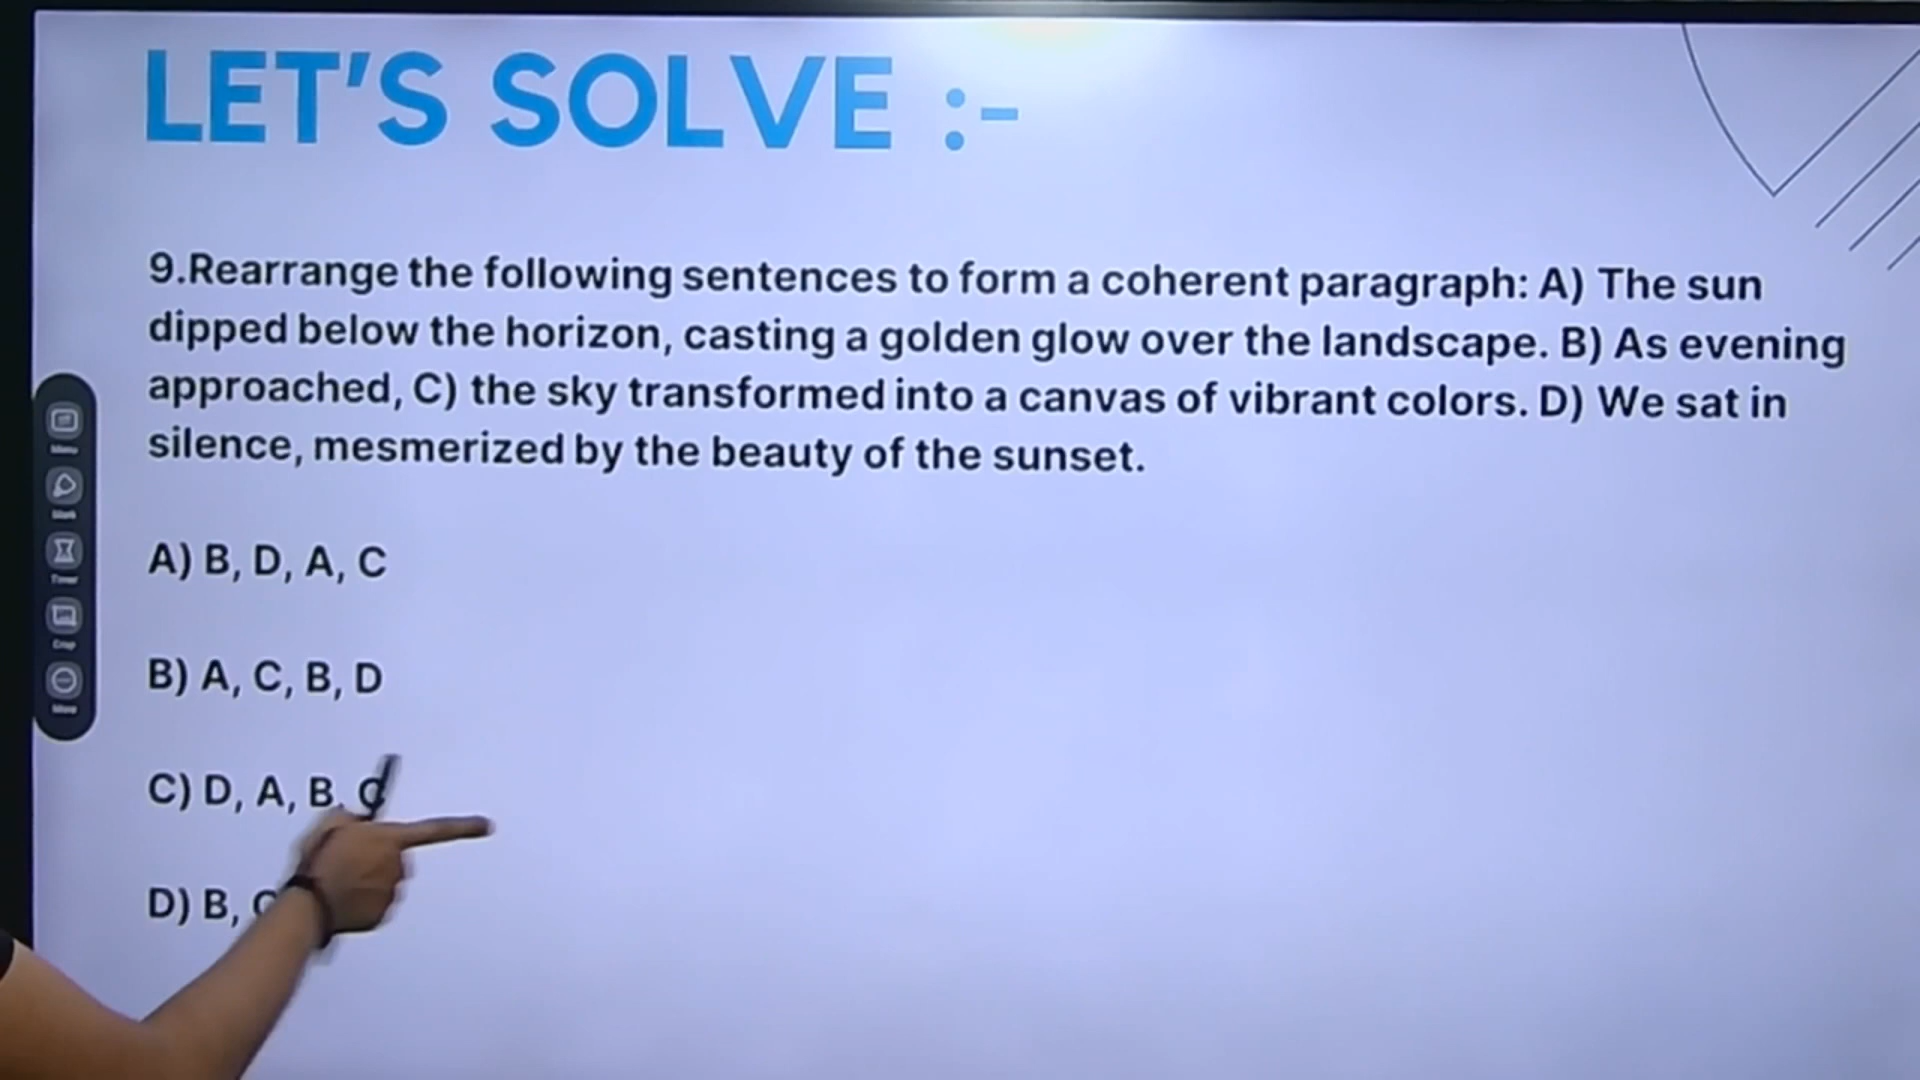 LET'S SOLVE :-
9.Rearrange the following sentences to form a coherent paragraph: A) The sun
dipped below the horizon, casting a golden glow over the landscape. B) As evening
approached, C) the sky transformed into a canvas of vibrant colors. D) We sat in
silence, mesmerized by the beauty of the sunset.
A) B, D, A, C
B) A, C, B, D
C) D, A, B, C
D) B,